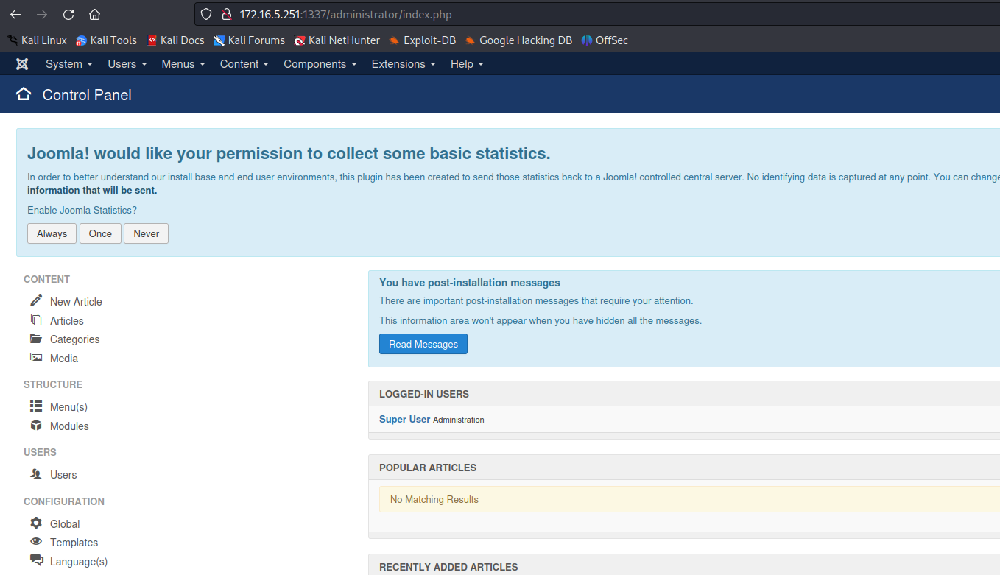 172.16.5.251:1337/administrator/index.php
Kali Linux Kali Tools Kali Docs Kali Forums Kali NetHunter Exploit-DB Google Hacking DB OffSec
System Users Menus Content Components Extensions Help
Control Panel
Joomla! would like your permission to collect some basic statistics.
In order to better understand our install base and end user environments, this plugin has been created to send those statistics back to a Joomla! controlled central server. No identifying data is captured at any point. You can change
information that will be sent.
Enable Joomla Statistics?
Always Once Never
CONTENT
New Article
Articles
Categories
Media
STRUCTURE
Menu(s)
Modules
USERS
Users
CONFIGURATION
Global
Templates
Language(s)
You have post-installation messages
There are important post-installation messages that require your attention.
This information area won't appear when you have hidden all the messages.
Read Messages
LOGGED-IN USERS
Super User Administration
POPULAR ARTICLES
No Matching Results
RECENTLY ADDED ARTICLES